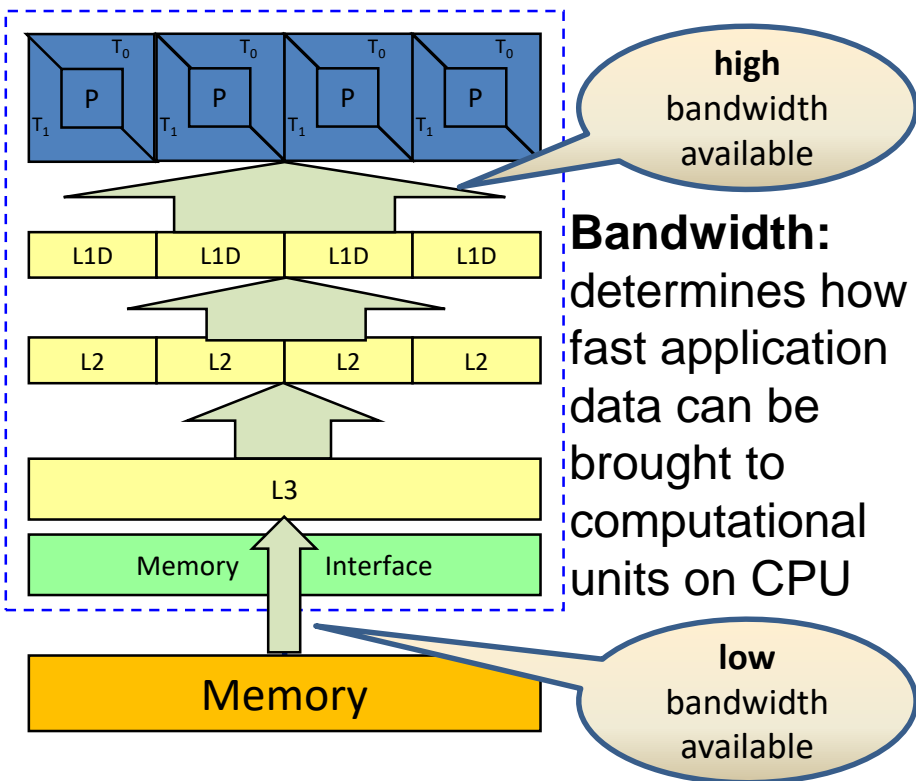 T0 T0 T0 T0
P P P P
T1 T1 T1 T1
high
bandwidth
available
L1D L1D L1D L1D
L2 L2 L2 L2
L3
Memory Interface
Memory
Bandwidth:
determines how
fast application
data can be
brought to
computational
units on CPU
low
bandwidth
available